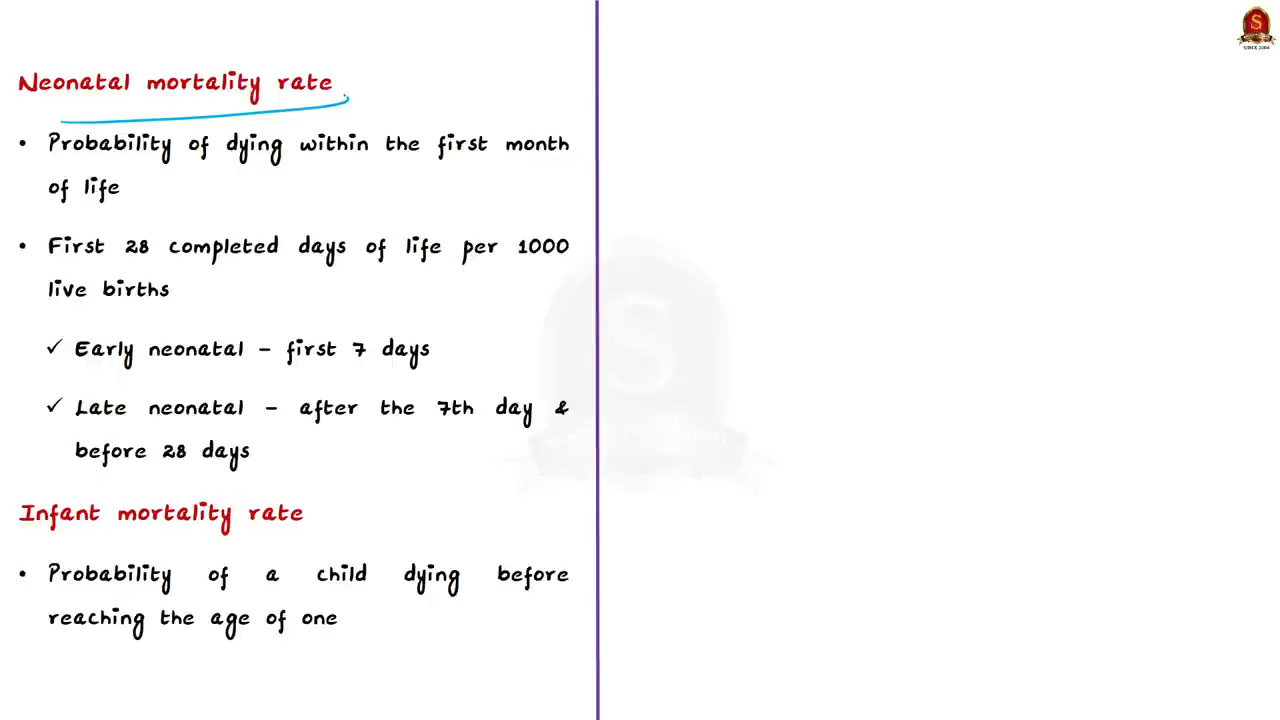 Neonatal mortality rate
• Probability of dying within the first month
of life
• First 28 completed days of life per 1000
live births
✓ Early neonatal – first 7 days
✓ Late neonatal – after the 7th day &
before 28 days
Infant mortality rate
• Probability of a child dying before
reaching the age of one
S
SINCE 2004
S